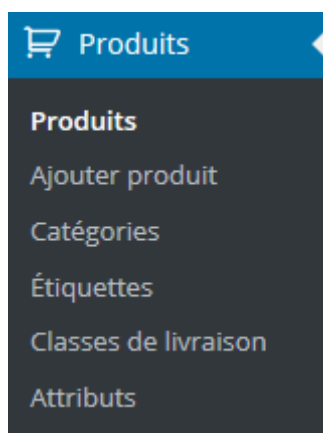 Produits
Produits
Ajouter produit
Catégories
Étiquettes
Classes de livraison
Attributs